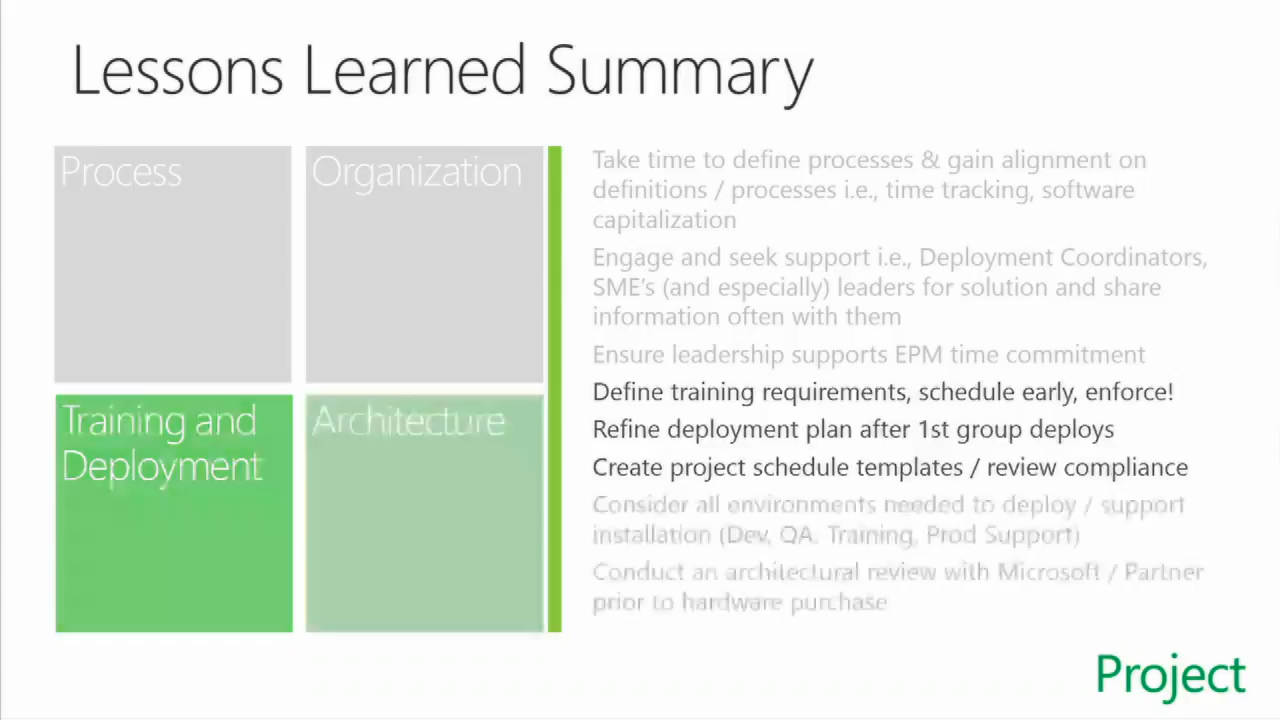 Lessons Learned Summary
Process
Organization
Training and
Deployment
Architecture
Take time to define processes & gain alignment on
definitions / processes i.e., time tracking, software
capitalization
Engage and seek support i.e., Deployment Coordinators,
SME's (and especially) leaders for solution and share
information often with them
Ensure leadership supports EPM time commitment
Define training requirements, schedule early, enforce!
Refine deployment plan after 1st group deploys
Create project schedule templates / review compliance
Consider all environments needed to deploy / support
installation (Dev, QA. Training, Prod Support)
Conduct an architectural review with Microsoft / Partner
prior to hardware purchase
Project